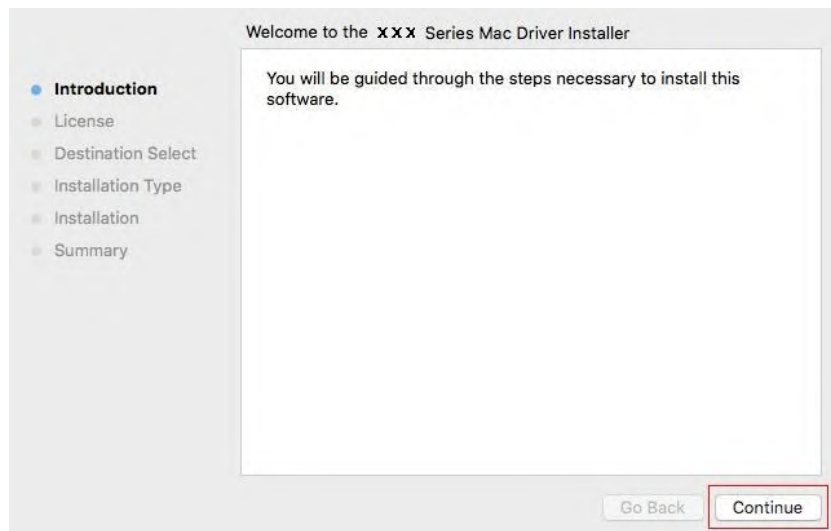 Welcome to the XXX Series Mac Driver Installer
Introduction
License
Destination Select
Installation Type
Installation
Summary
You will be guided through the steps necessary to install this
software.
Go Back
Continue